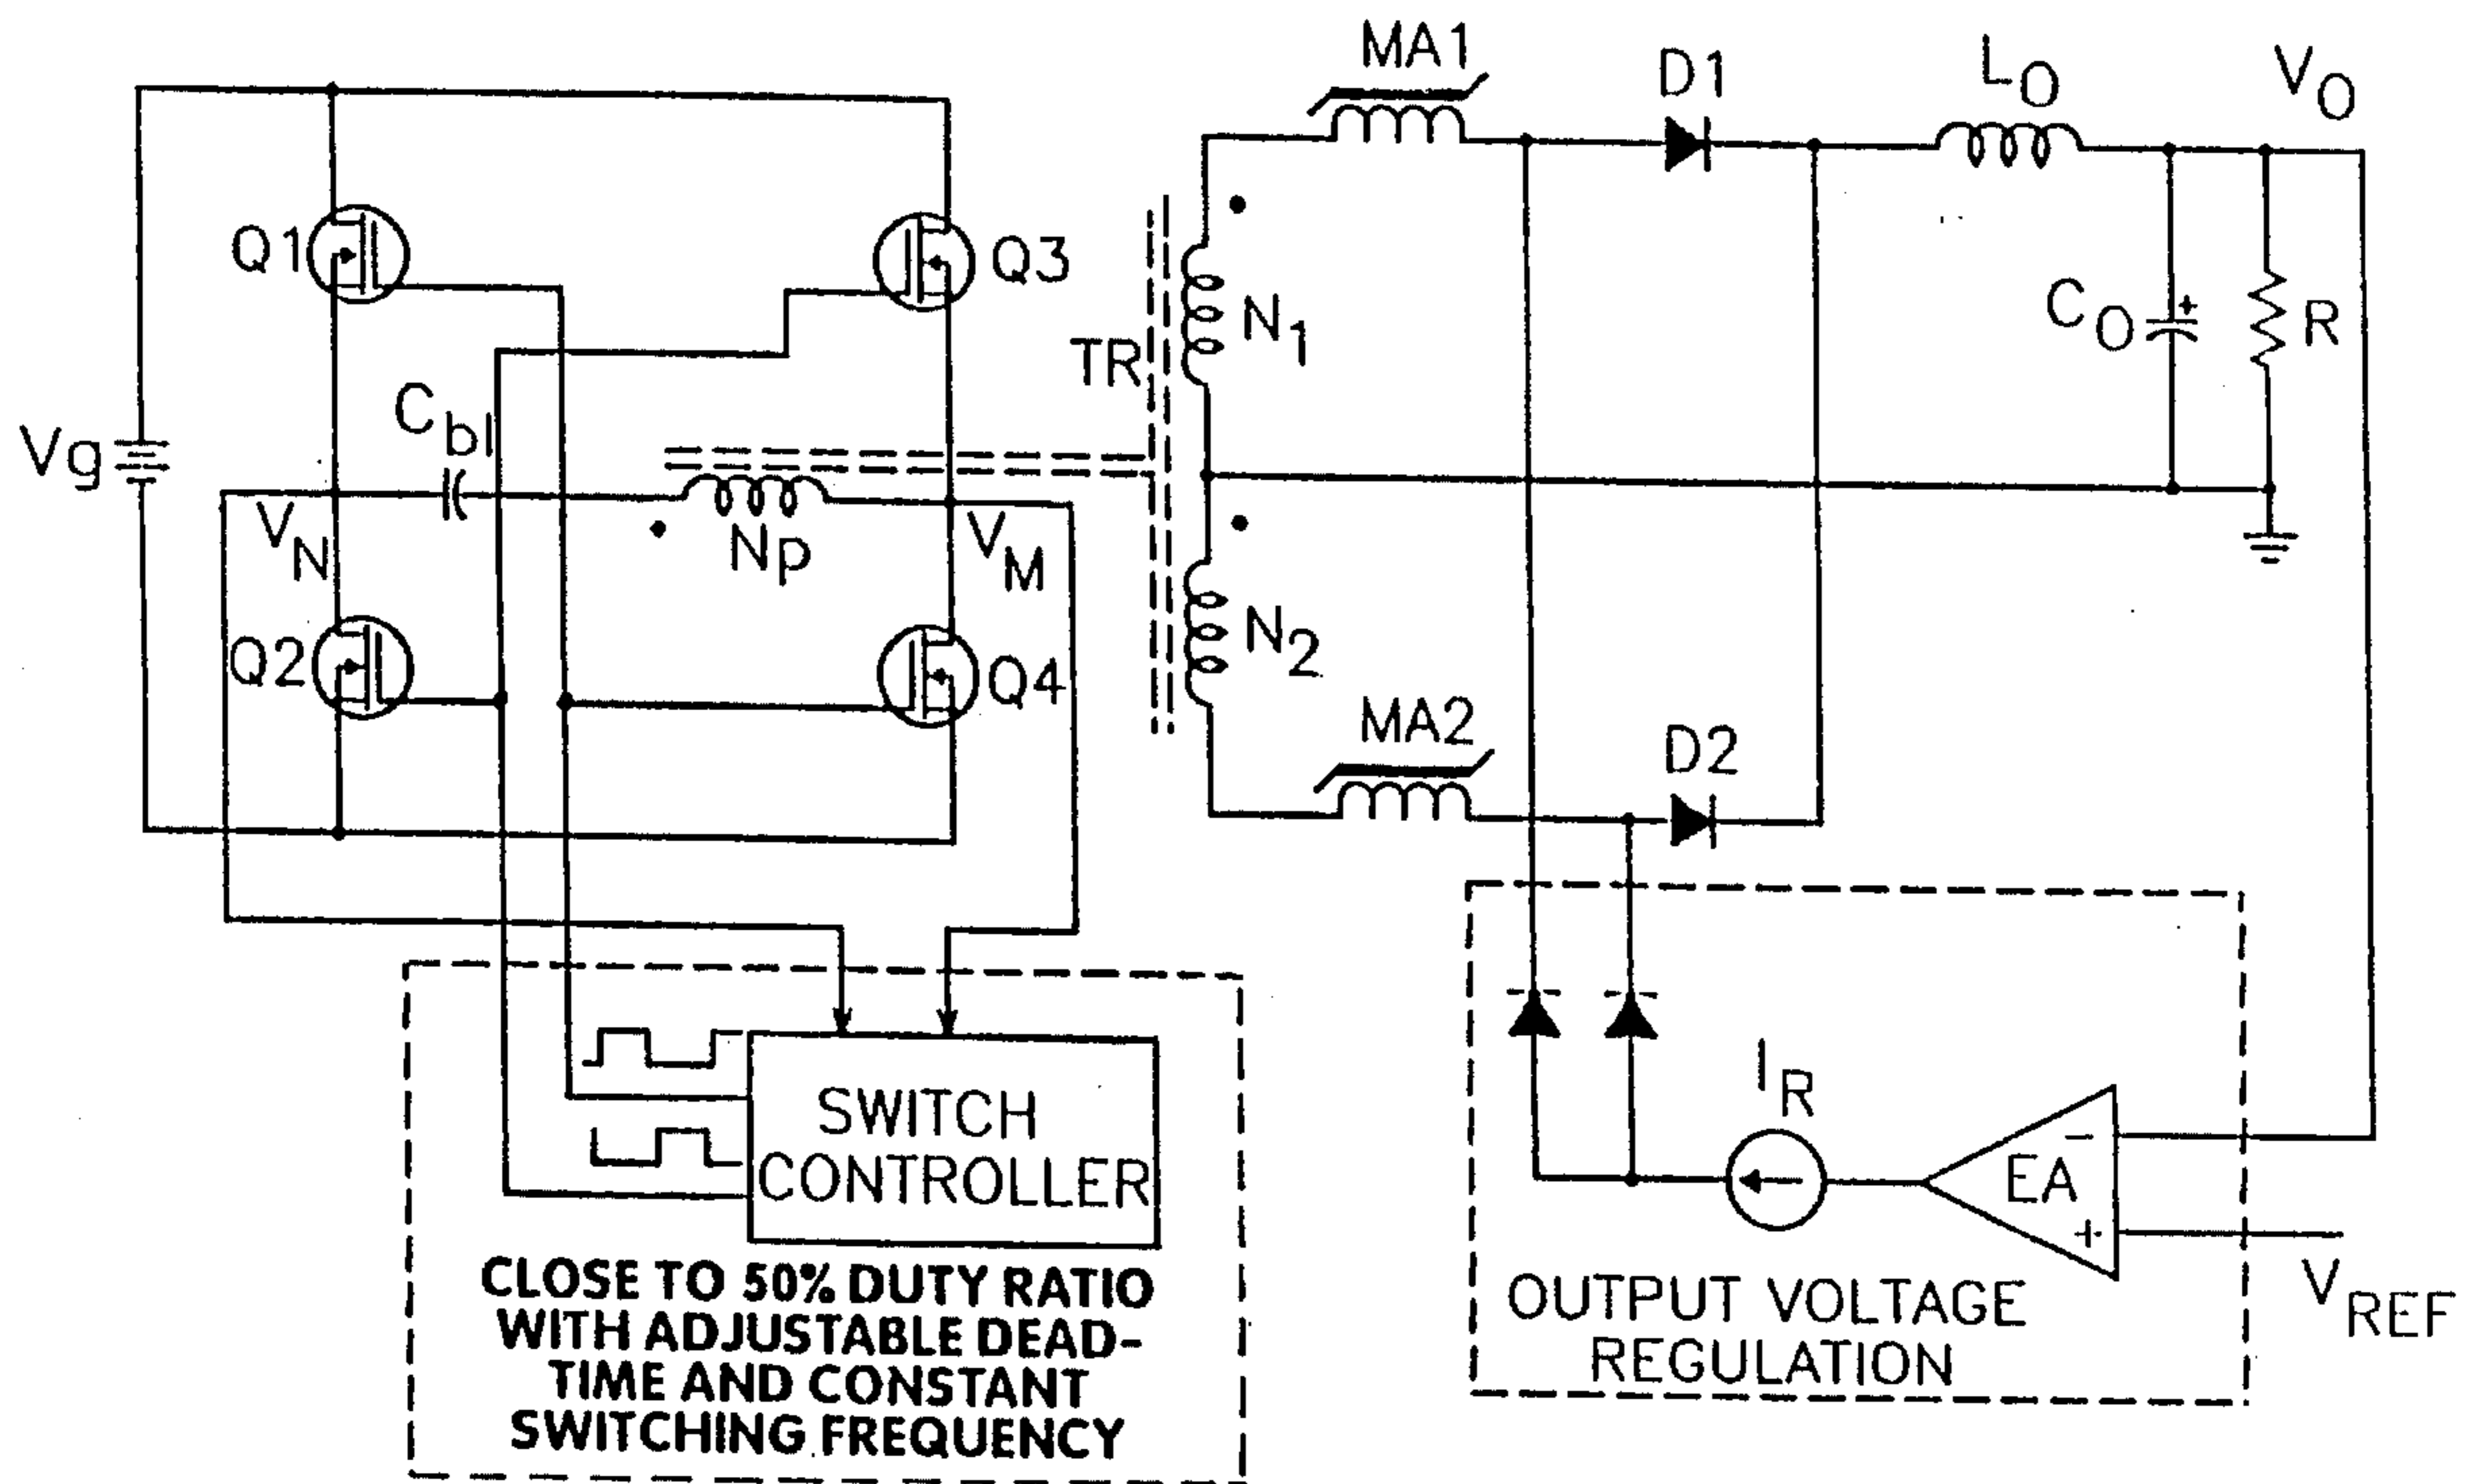 MA1
D1
LO
VO
Q1
Q3
N1
TR
CO
+
R
Cbl
Vg
VN
NP
VM
Q2
Q4
N2
MA2
D2
IR
SWITCH
CONTROLLER
-
EA
+
CLOSE TO 50% DUTY RATIO
WITH ADJUSTABLE DEAD-
TIME AND CONSTANT
SWITCHING FREQUENCY
OUTPUT VOLTAGE
REGULATION
VREF